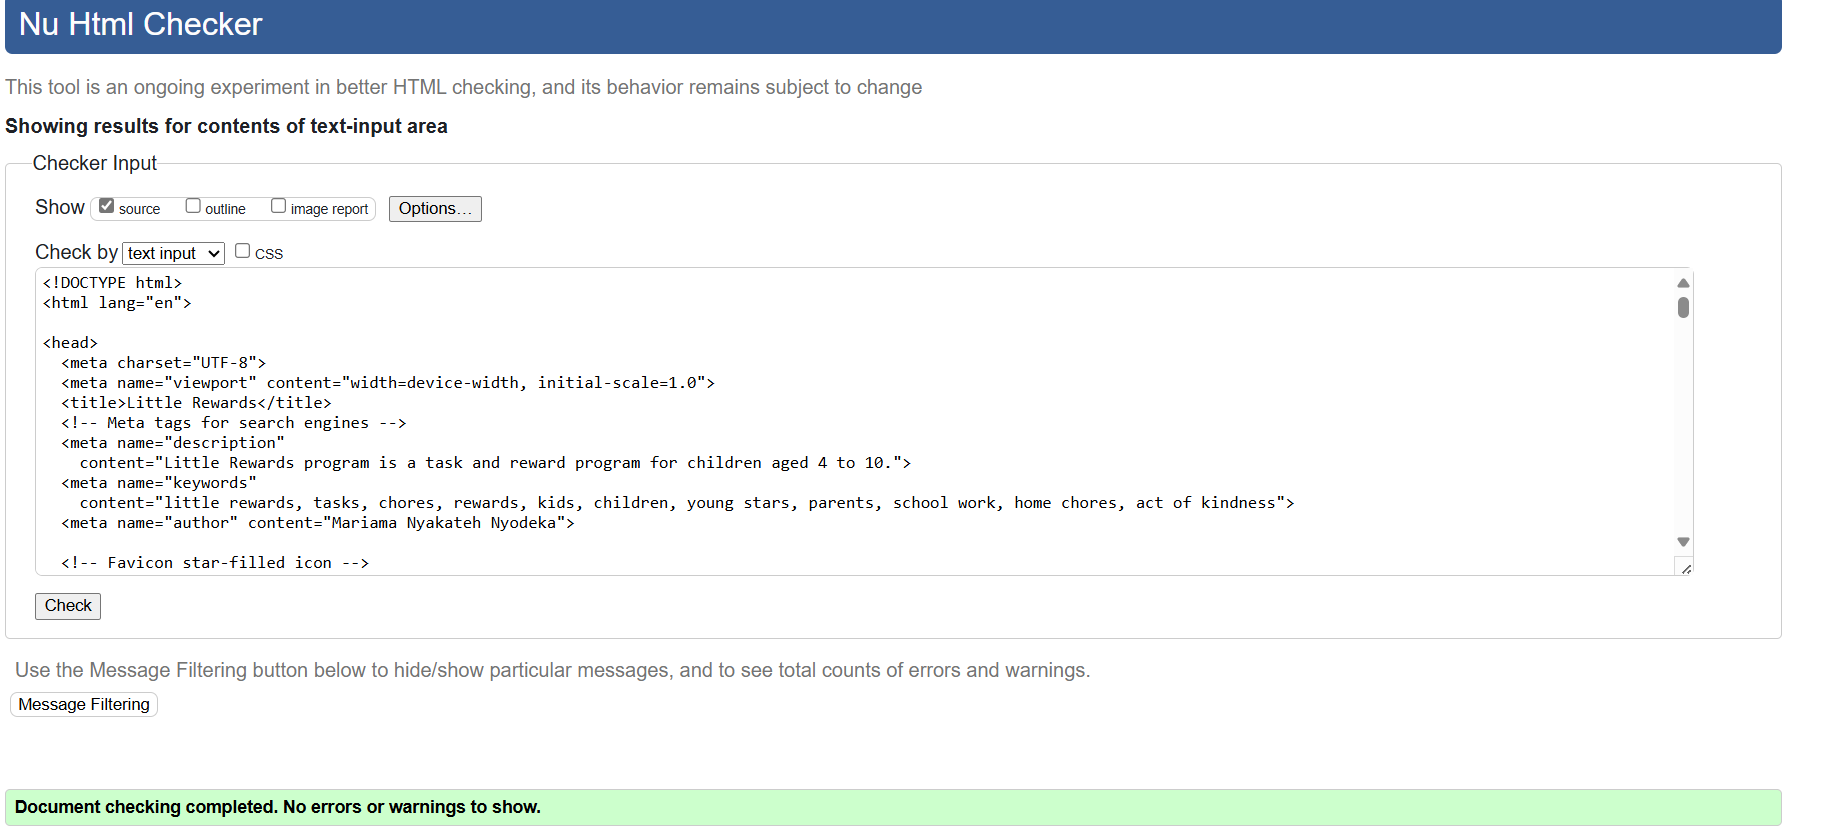 Nu Html Checker
This tool is an ongoing experiment in better HTML checking, and its behavior remains subject to change
Showing results for contents of text-input area
Checker Input
Show source outline image report Options...
Check by text input CSS
<!DOCTYPE html>
<html lang="en">
<head>
<meta charset="UTF-8">
<meta name="viewport" content="width=device-width, initial-scale=1.0">
<title>Little Rewards</title>
<!-- Meta tags for search engines -->
<meta name="description"
content="Little Rewards program is a task and reward program for children aged 4 to 10.">
<meta name="keywords"
content="little rewards, tasks, chores, rewards, kids, children, young stars, parents, school work, home chores, act of kindness">
<meta name="author" content="Mariama Nyakateh Nyodeka">
<!-- Favicon star-filled icon -->
Check
Use the Message Filtering button below to hide/show particular messages, and to see total counts of errors and warnings.
Message Filtering
Document checking completed. No errors or warnings to show.